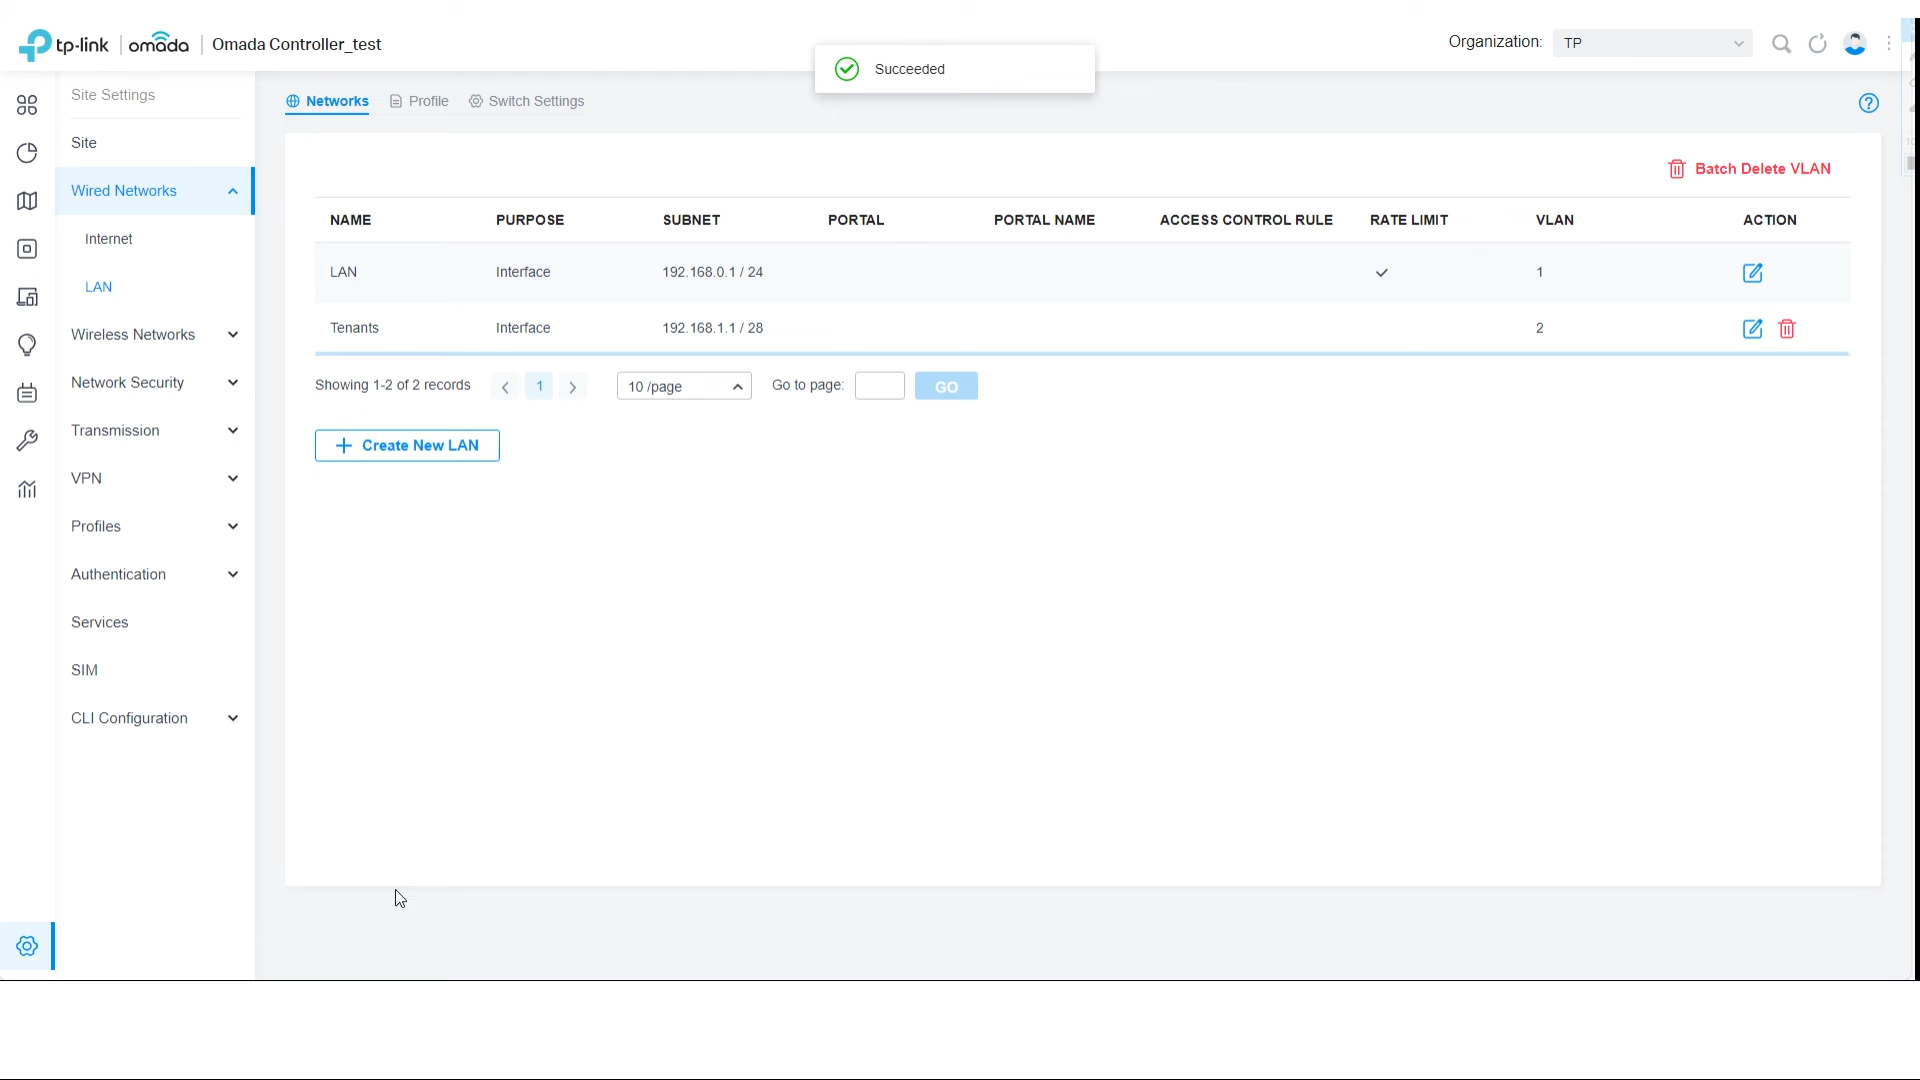 tp-link | omada | Omada Controller_test
Organization: TP
Succeeded
Site Settings
Site
Wired Networks
Internet
LAN
Wireless Networks
Network Security
Transmission
VPN
Profiles
Authentication
Services
SIM
CLI Configuration
Networks Profile Switch Settings
Batch Delete VLAN
NAME PURPOSE SUBNET PORTAL PORTAL NAME ACCESS CONTROL RULE RATE LIMIT VLAN ACTION
LAN Interface 192.168.0.1 / 24 1
Tenants Interface 192.168.1.1 / 28 2
Showing 1-2 of 2 records 1 10 /page Go to page: GO
+ Create New LAN